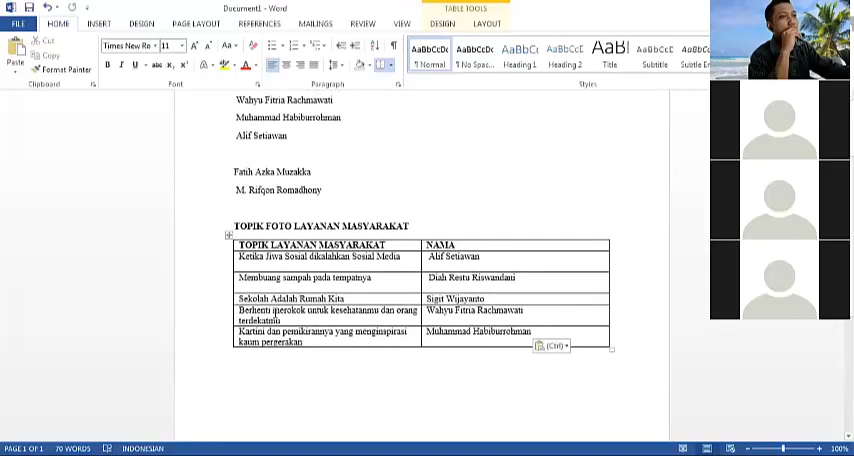 Document1 - Word
TABLE TOOLS
FILE
HOME
INSERT
DESIGN
PAGE LAYOUT
REFERENCES
MAILINGS
REVIEW
VIEW
DESIGN
LAYOUT
Cut
Copy
Format Painter
Paste
Clipboard
Times New Ro
11
Font
Paragraph
AaBbCcDc
¶ Normal
AaBbCcDc
¶ No Spac...
AaBbC
Heading 1
AaBbCcC
Heading 2
AaB
Title
AaBbCcC
Subtitle
AaBbCc
Subtle Em
Styles
Wahyu Fitria Rachmawati
Muhammad Habiburrohman
Alif Setiawan
Fatih Azka Muzakka
M. Rifqon Romadhony
TOPIK FOTO LAYANAN MASYARAKAT
TOPIK LAYANAN MASYARAKAT NAMA
Ketika Jiwa Sosial dikalahkan Sosial Media Alif Setiawan
Membuang sampah pada tempatnya Diah Restu Riswandani
Sekolah Adalah Rumah Kita Sigit Wijayanto
Berhenti merokok untuk kesehatanmu dan orang Wahyu Fitria Rachmawati
terdekatmu
Kartini dan pemikirannya yang menginspirasi Muhammad Habiburrohman
kaum pergerakan
(Ctrl)
PAGE 1 OF 1
70 WORDS
INDONESIAN
100%